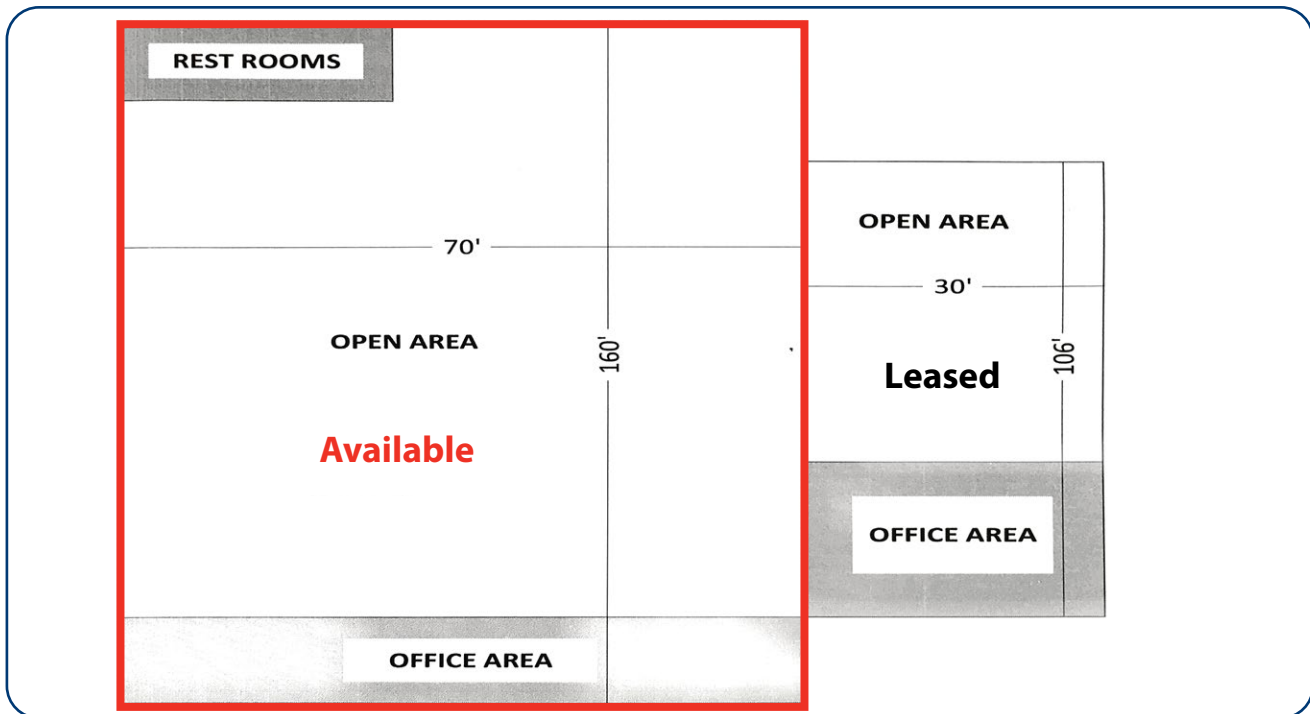 REST ROOMS
70'
OPEN AREA
160'
Available
OFFICE AREA
OPEN AREA
30'
106'
Leased
OFFICE AREA